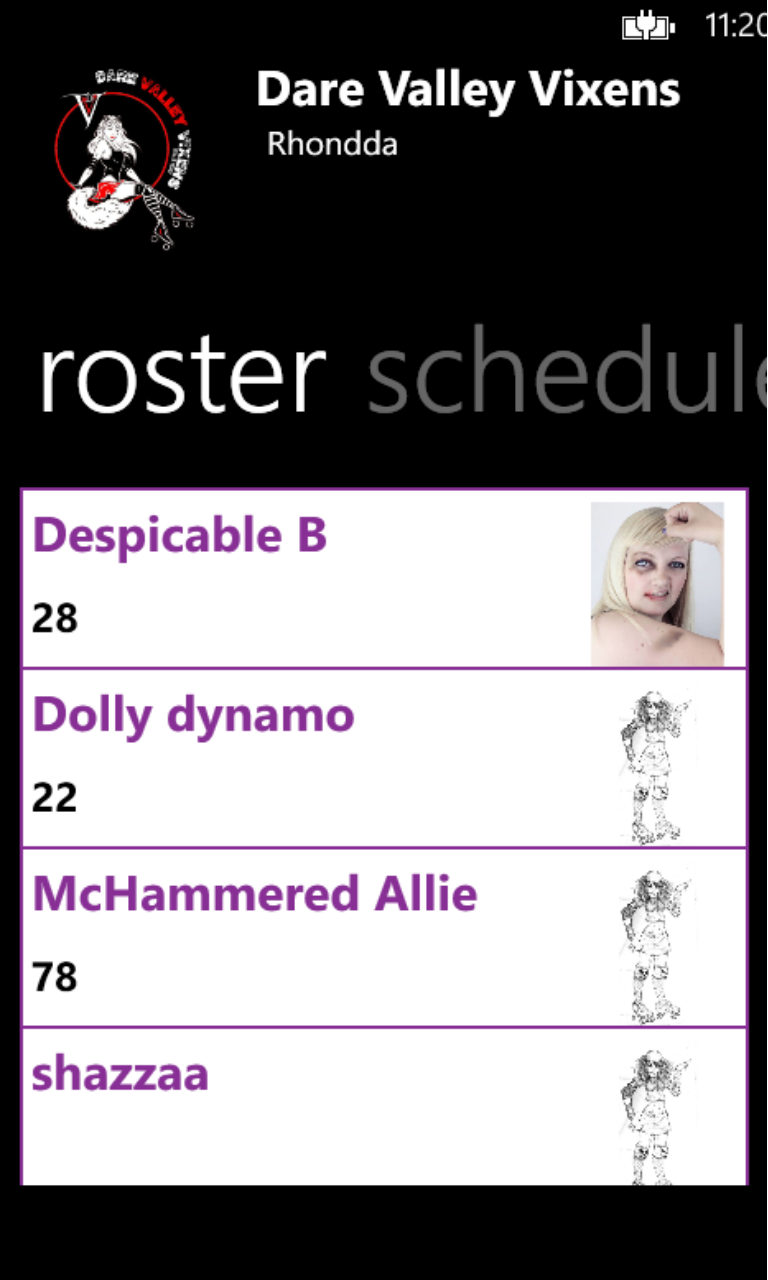 11:20
DARE VALLEY VIXENS
Dare Valley Vixens
Rhondda
roster schedule
Despicable B
28
Dolly dynamo
22
McHammered Allie
78
shazzaa